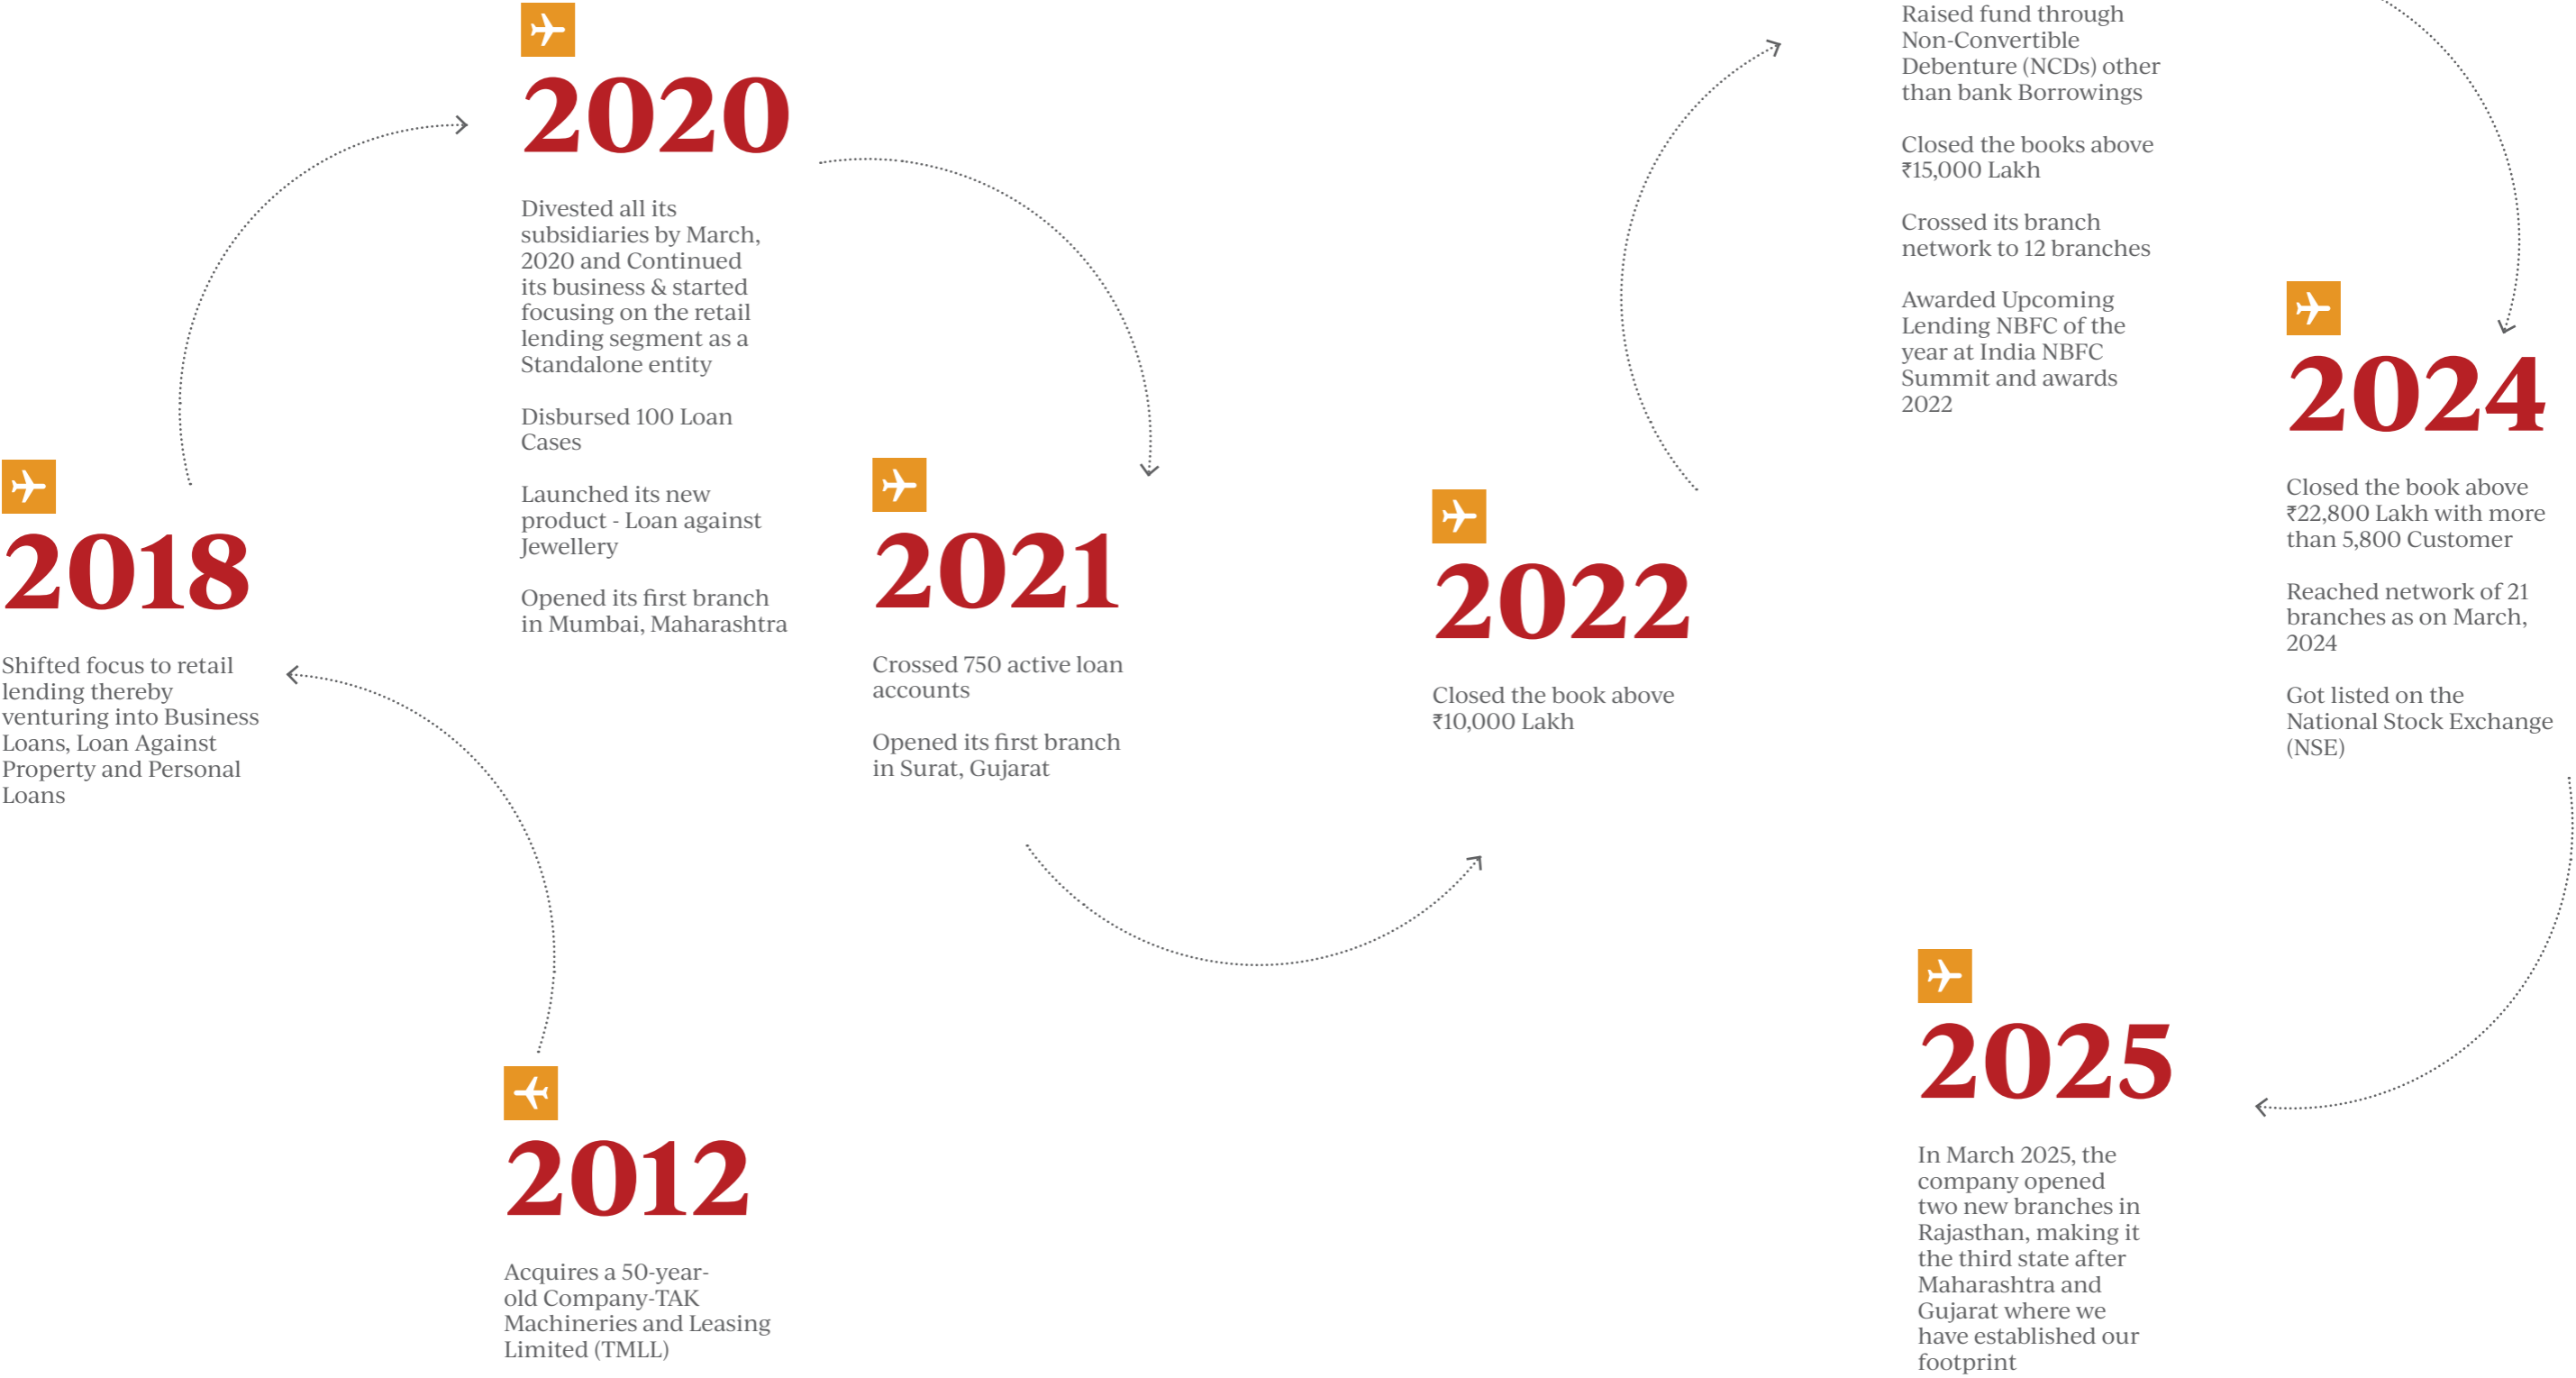 2012
Acquires a 50-year-
old Company-TAK
Machineries and Leasing
Limited (TMLL)
2018
Shifted focus to retail
lending thereby
venturing into Business
Loans, Loan Against
Property and Personal
Loans
2020
Divested all its
subsidiaries by March,
2020 and Continued
its business & started
focusing on the retail
lending segment as a
Standalone entity
Disbursed 100 Loan
Cases
Launched its new
product - Loan against
Jewellery
Opened its first branch
in Mumbai, Maharashtra
2021
Crossed 750 active loan
accounts
Opened its first branch
in Surat, Gujarat
2022
Closed the book above
₹10,000 Lakh
Raised fund through
Non-Convertible
Debenture (NCDs) other
than bank Borrowings
Closed the books above
₹15,000 Lakh
Crossed its branch
network to 12 branches
Awarded Upcoming
Lending NBFC of the
year at India NBFC
Summit and awards
2022
2024
Closed the book above
₹22,800 Lakh with more
than 5,800 Customer
Reached network of 21
branches as on March,
2024
Got listed on the
National Stock Exchange
(NSE)
2025
In March 2025, the
company opened
two new branches in
Rajasthan, making it
the third state after
Maharashtra and
Gujarat where we
have established our
footprint